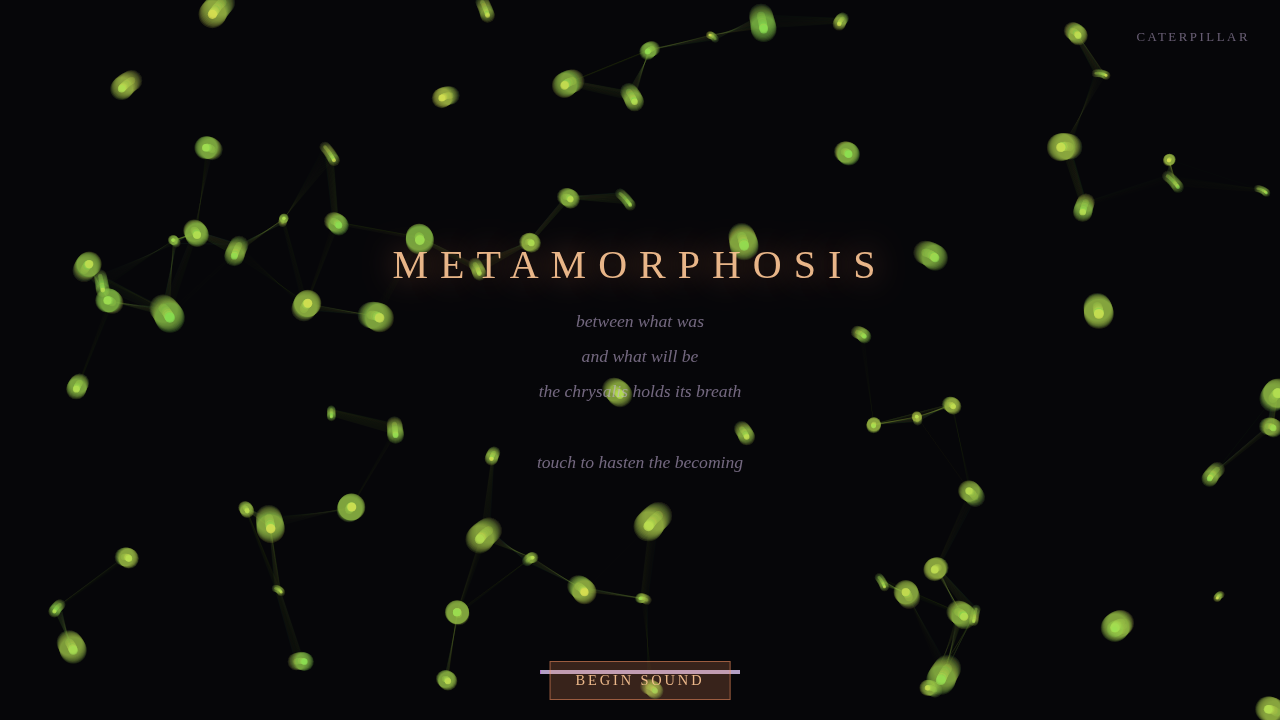 CATERPILLAR
METAMORPHOSIS
between what was
and what will be
the chrysalis holds its breath
touch to hasten the becoming
BEGIN SOUND